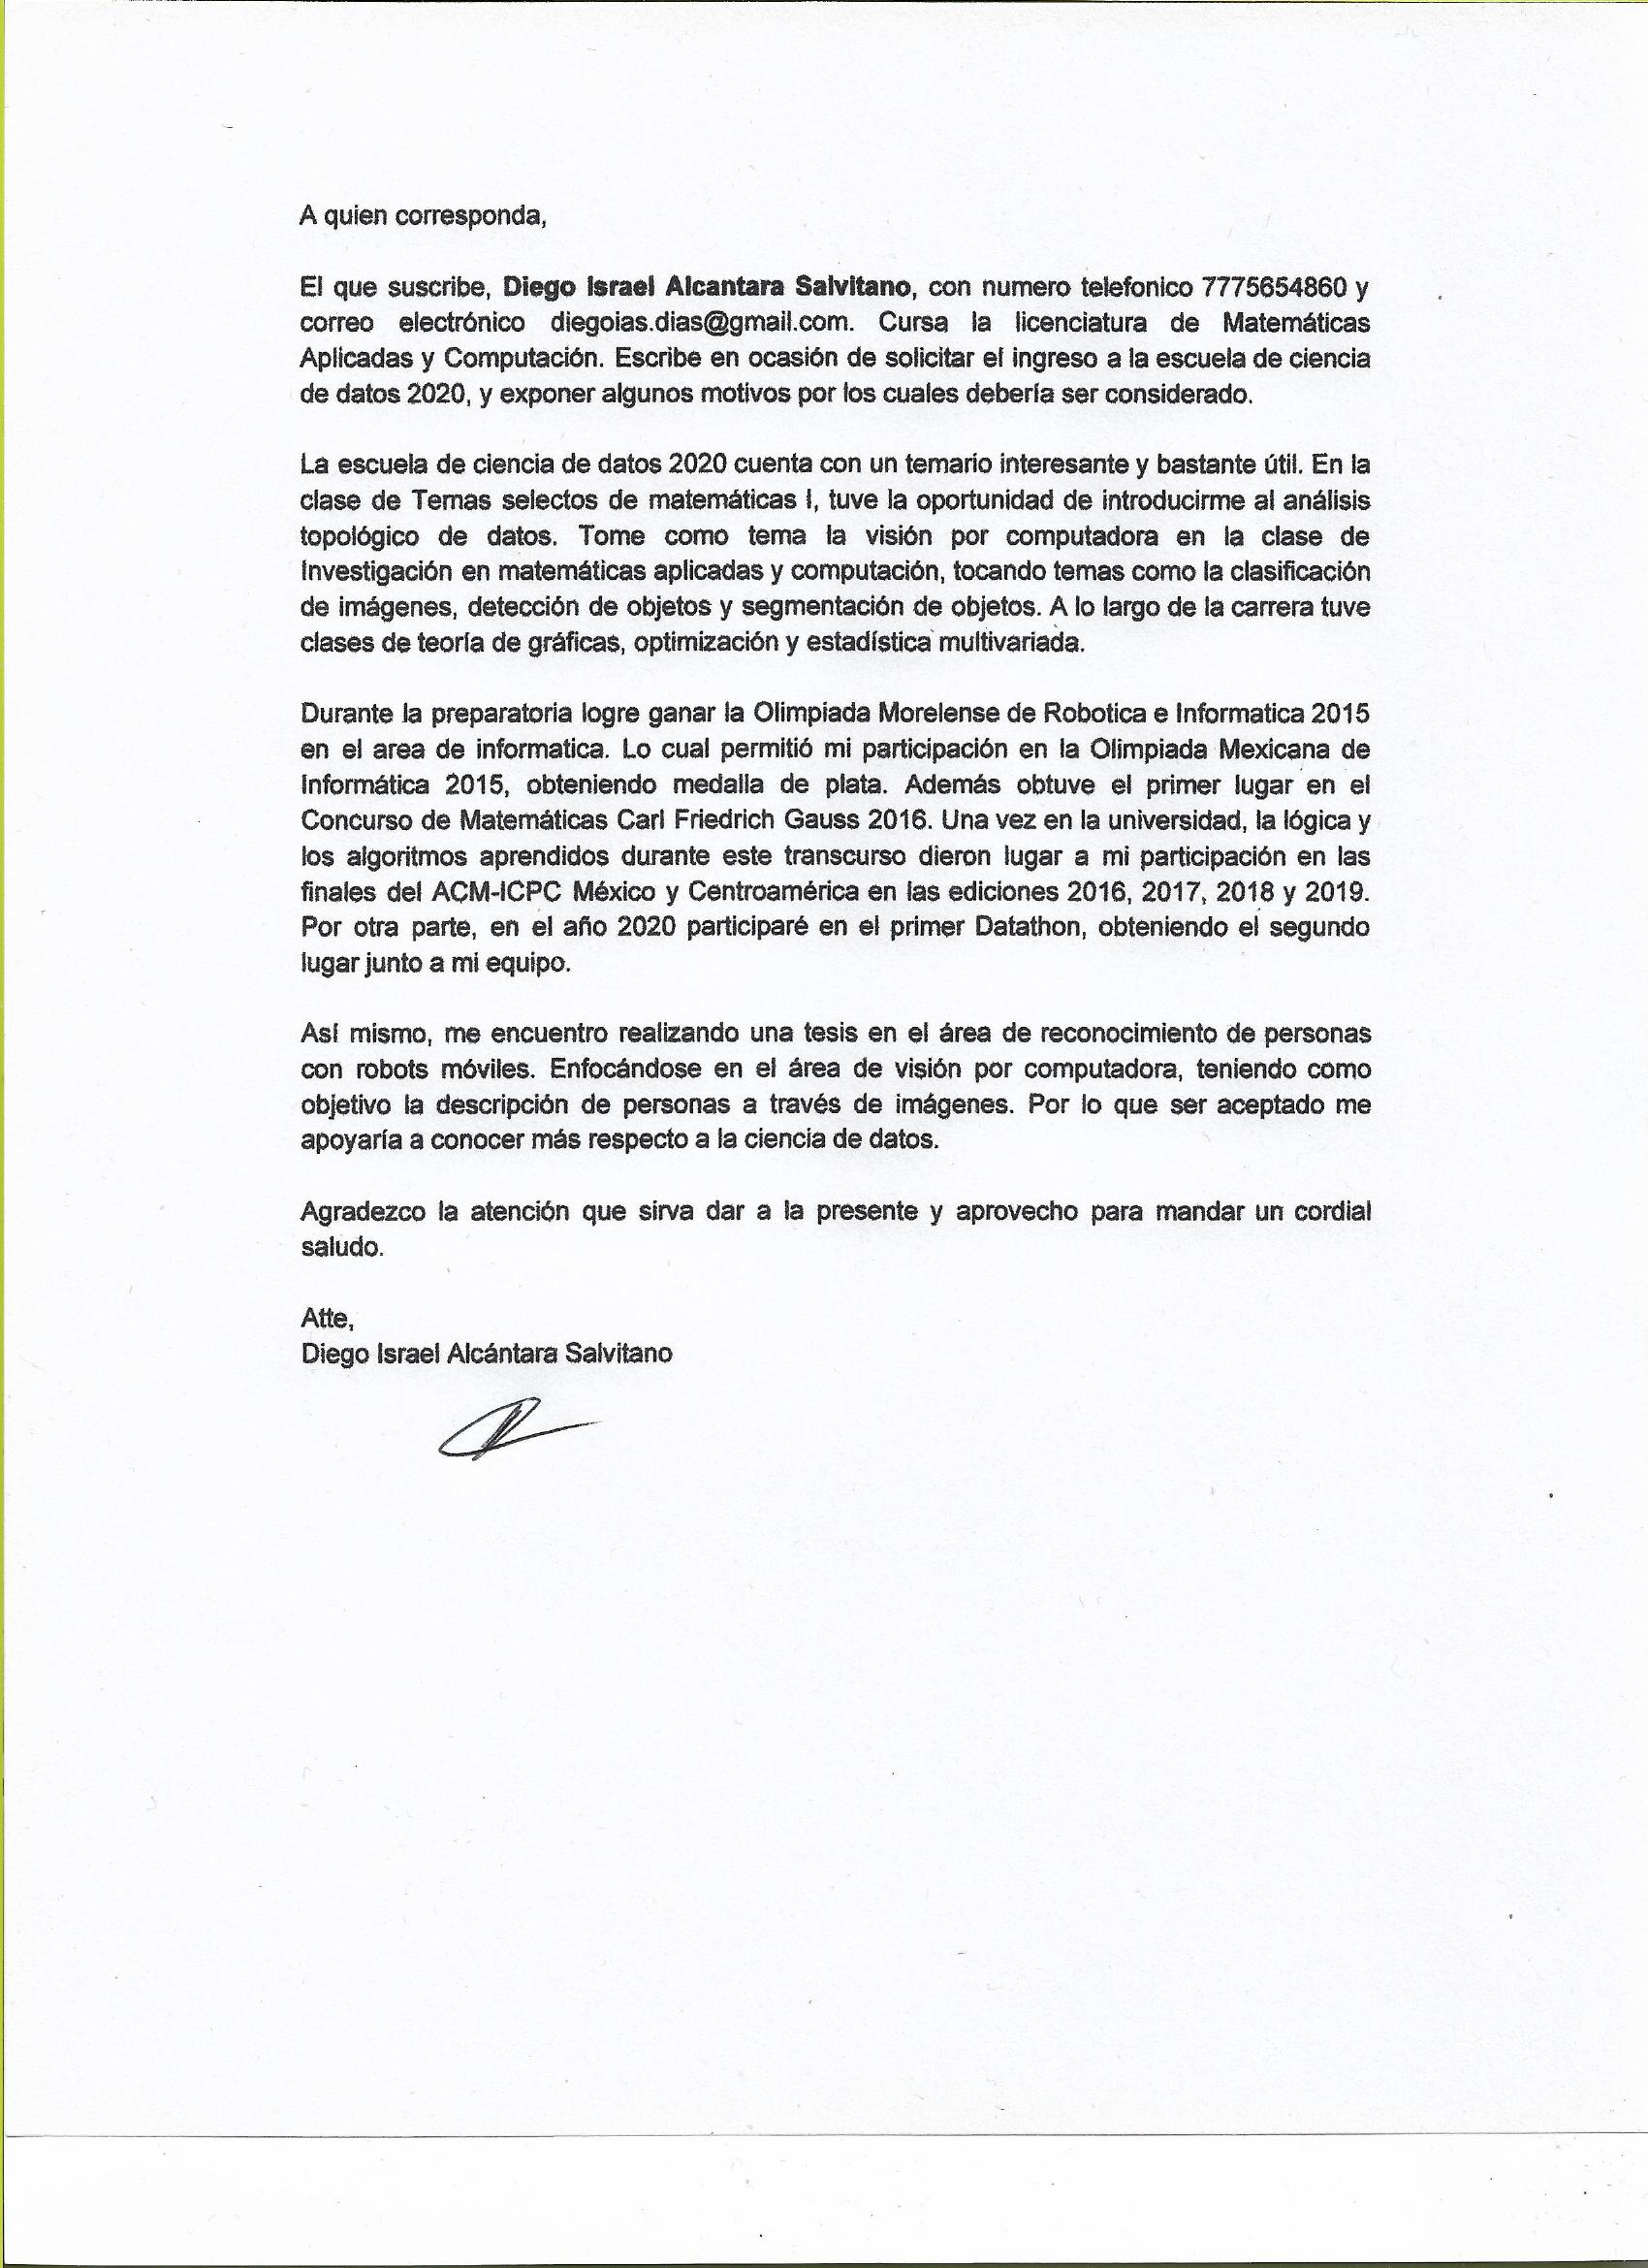 A quien corresponda,
El que suscribe, Diego Israel Alcantara Salvitano, con numero telefonico 7775654860 y
correo electrónico diegoias.dias@gmail.com. Cursa la licenciatura de Matemáticas
Aplicadas y Computación. Escribe en ocasión de solicitar el ingreso a la escuela de ciencia
de datos 2020, y exponer algunos motivos por los cuales debería ser considerado.
La escuela de ciencia de datos 2020 cuenta con un temario interesante y bastante útil. En la
clase de Temas selectos de matemáticas I, tuve la oportunidad de introducirme al análisis
topológico de datos. Tome como tema la visión por computadora en la clase de
Investigación en matemáticas aplicadas y computación, tocando temas como la clasificación
de imágenes, detección de objetos y segmentación de objetos. A lo largo de la carrera tuve
clases de teoría de gráficas, optimización y estadística multivariada.
Durante la preparatoria logre ganar la Olimpiada Morelense de Robotica e Informatica 2015
en el area de informatica. Lo cual permitió mi participación en la Olimpiada Mexicana de
Informática 2015, obteniendo medalla de plata. Además obtuve el primer lugar en el
Concurso de Matemáticas Carl Friedrich Gauss 2016. Una vez en la universidad, la lógica y
los algoritmos aprendidos durante este transcurso dieron lugar a mi participación en las
finales del ACM-ICPC México y Centroamérica en las ediciones 2016, 2017, 2018 y 2019.
Por otra parte, en el año 2020 participaré en el primer Datathon, obteniendo el segundo
lugar junto a mi equipo.
Así mismo, me encuentro realizando una tesis en el área de reconocimiento de personas
con robots móviles. Enfocándose en el área de visión por computadora, teniendo como
objetivo la descripción de personas a través de imágenes. Por lo que ser aceptado me
apoyaría a conocer más respecto a la ciencia de datos.
Agradezco la atención que sirva dar a la presente y aprovecho para mandar un cordial
saludo.
Atte,
Diego Israel Alcántara Salvitano